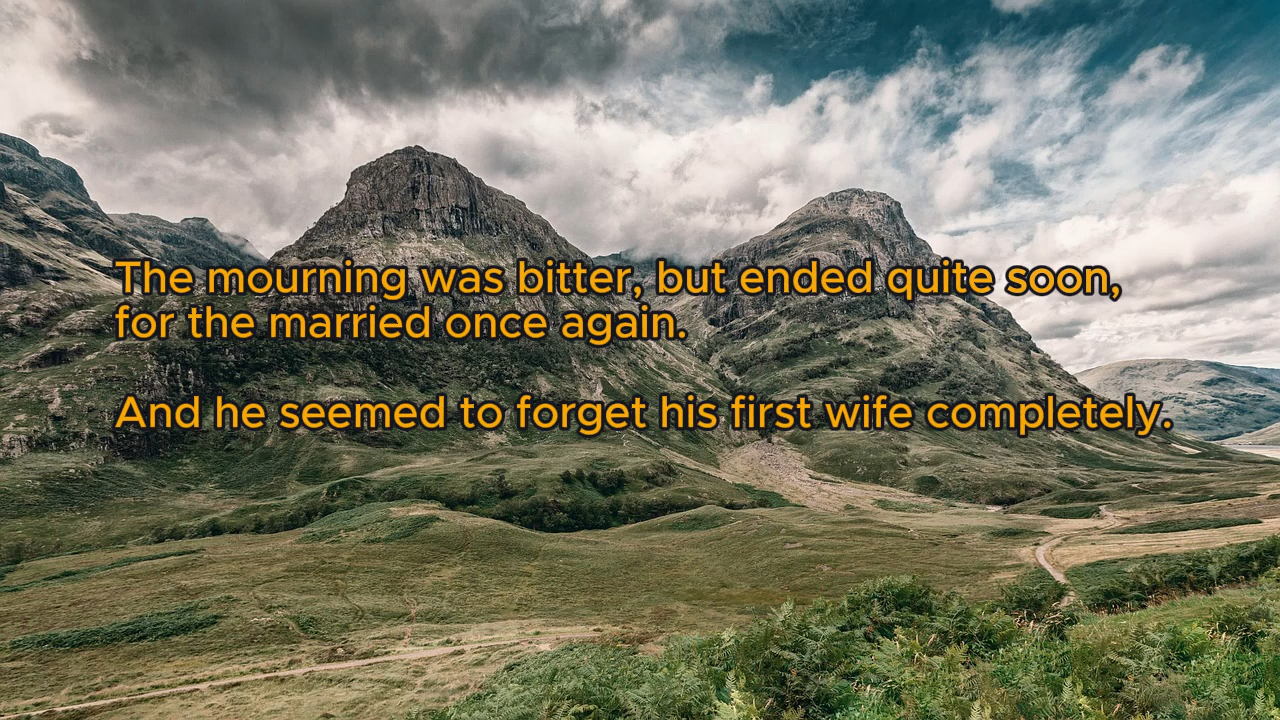 The mourning was bitter, but ended quite soon,
for the married once again.
And he seemed to forget his first wife completely.